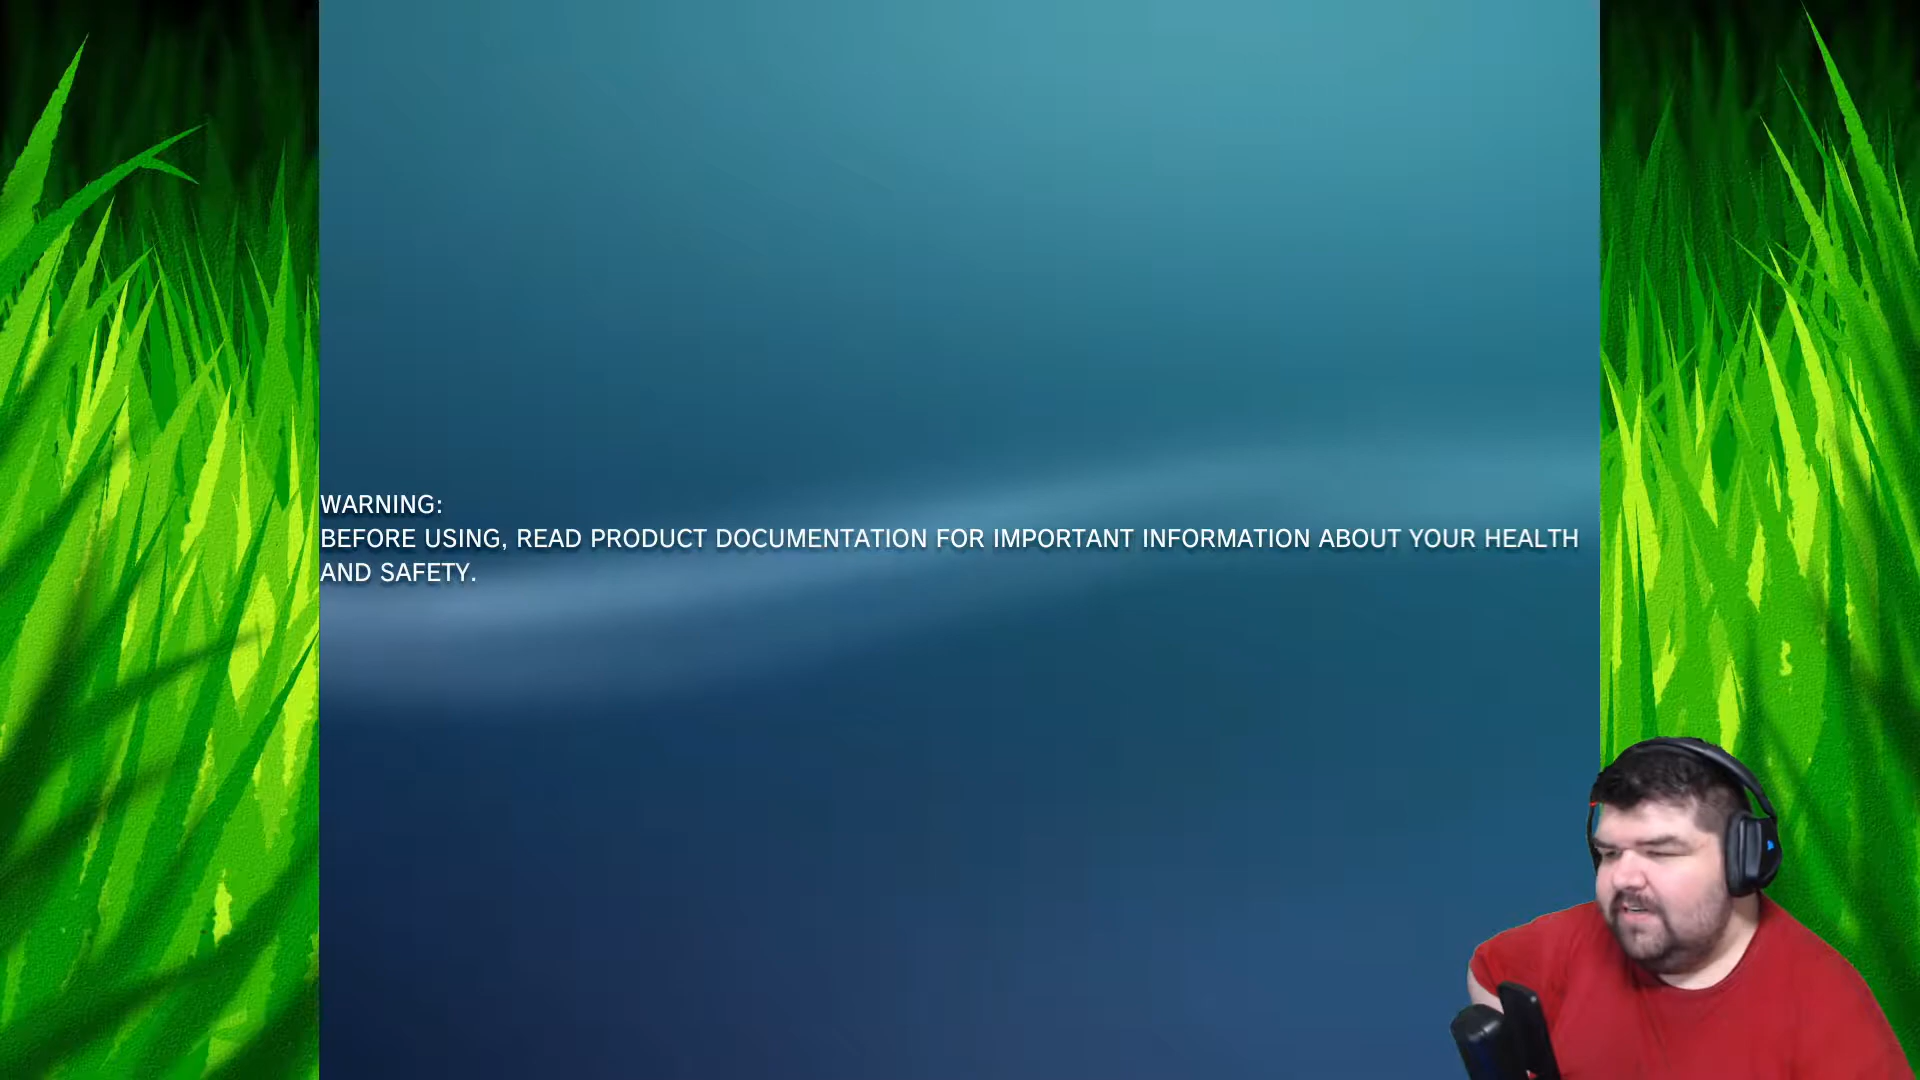 WARNING:
BEFORE USING, READ PRODUCT DOCUMENTATION FOR IMPORTANT INFORMATION ABOUT YOUR HEALTH
AND SAFETY.